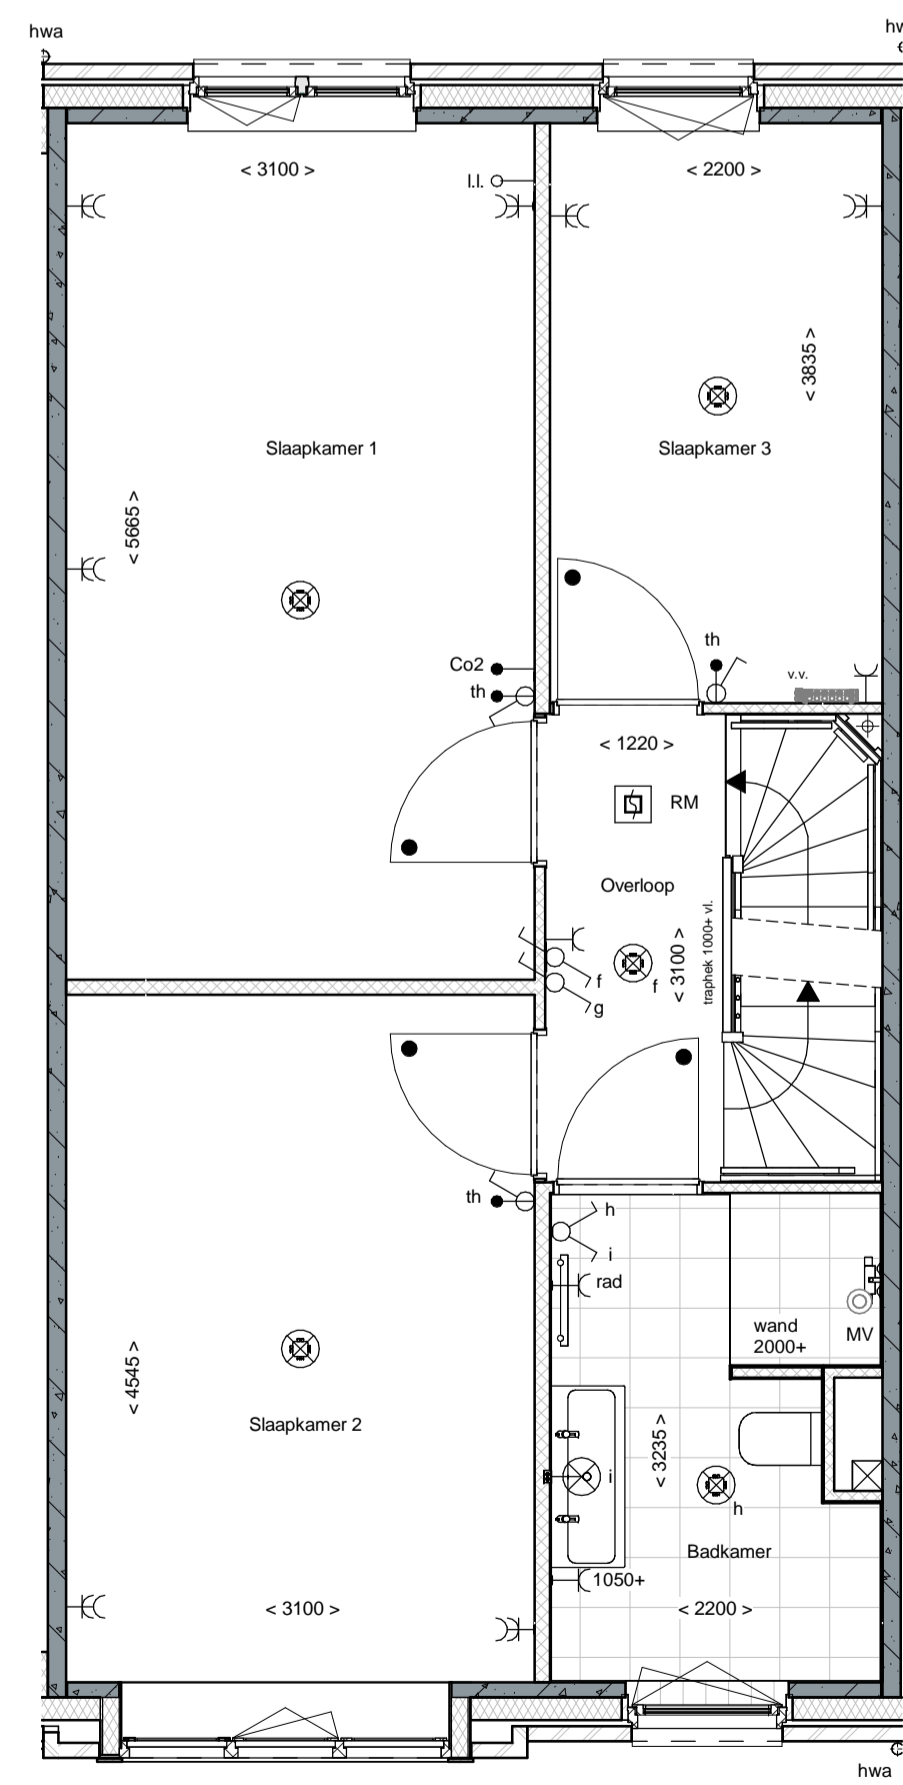 hwa
hw
< 3100 >
l.l.
< 2200 >
< 3835 >
Slaapkamer 1
Slaapkamer 3
< 5665 >
th
Co2
th
v.v.
< 1220 >
RM
Overloop
traphek 1000+ vl.
< 3100 >
f
f
g
th
h
i
rad
wand
2000+
MV
< 4545 >
Slaapkamer 2
< 3235 >
i
h
Badkamer
1050+
< 3100 >
< 2200 >
hwa